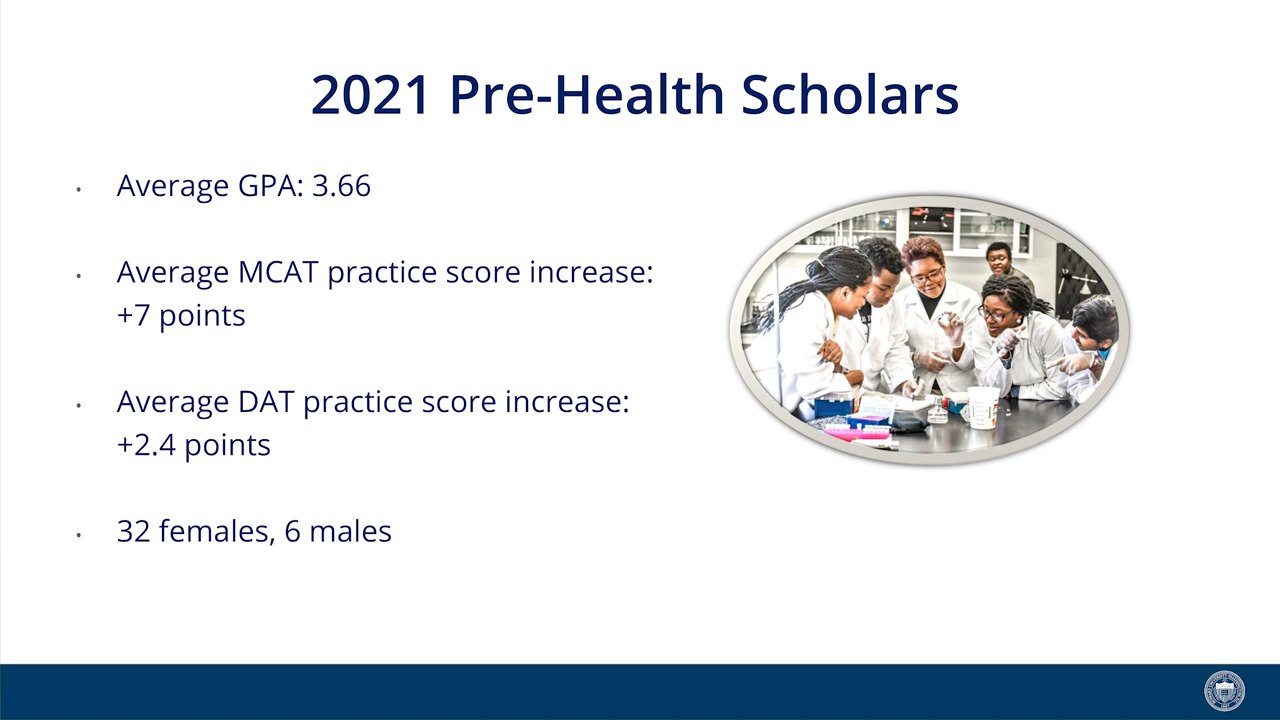 2021 Pre-Health Scholars
· Average GPA: 3.66
· Average MCAT practice score increase:
+7 points
· Average DAT practice score increase:
+2.4 points
· 32 females, 6 males